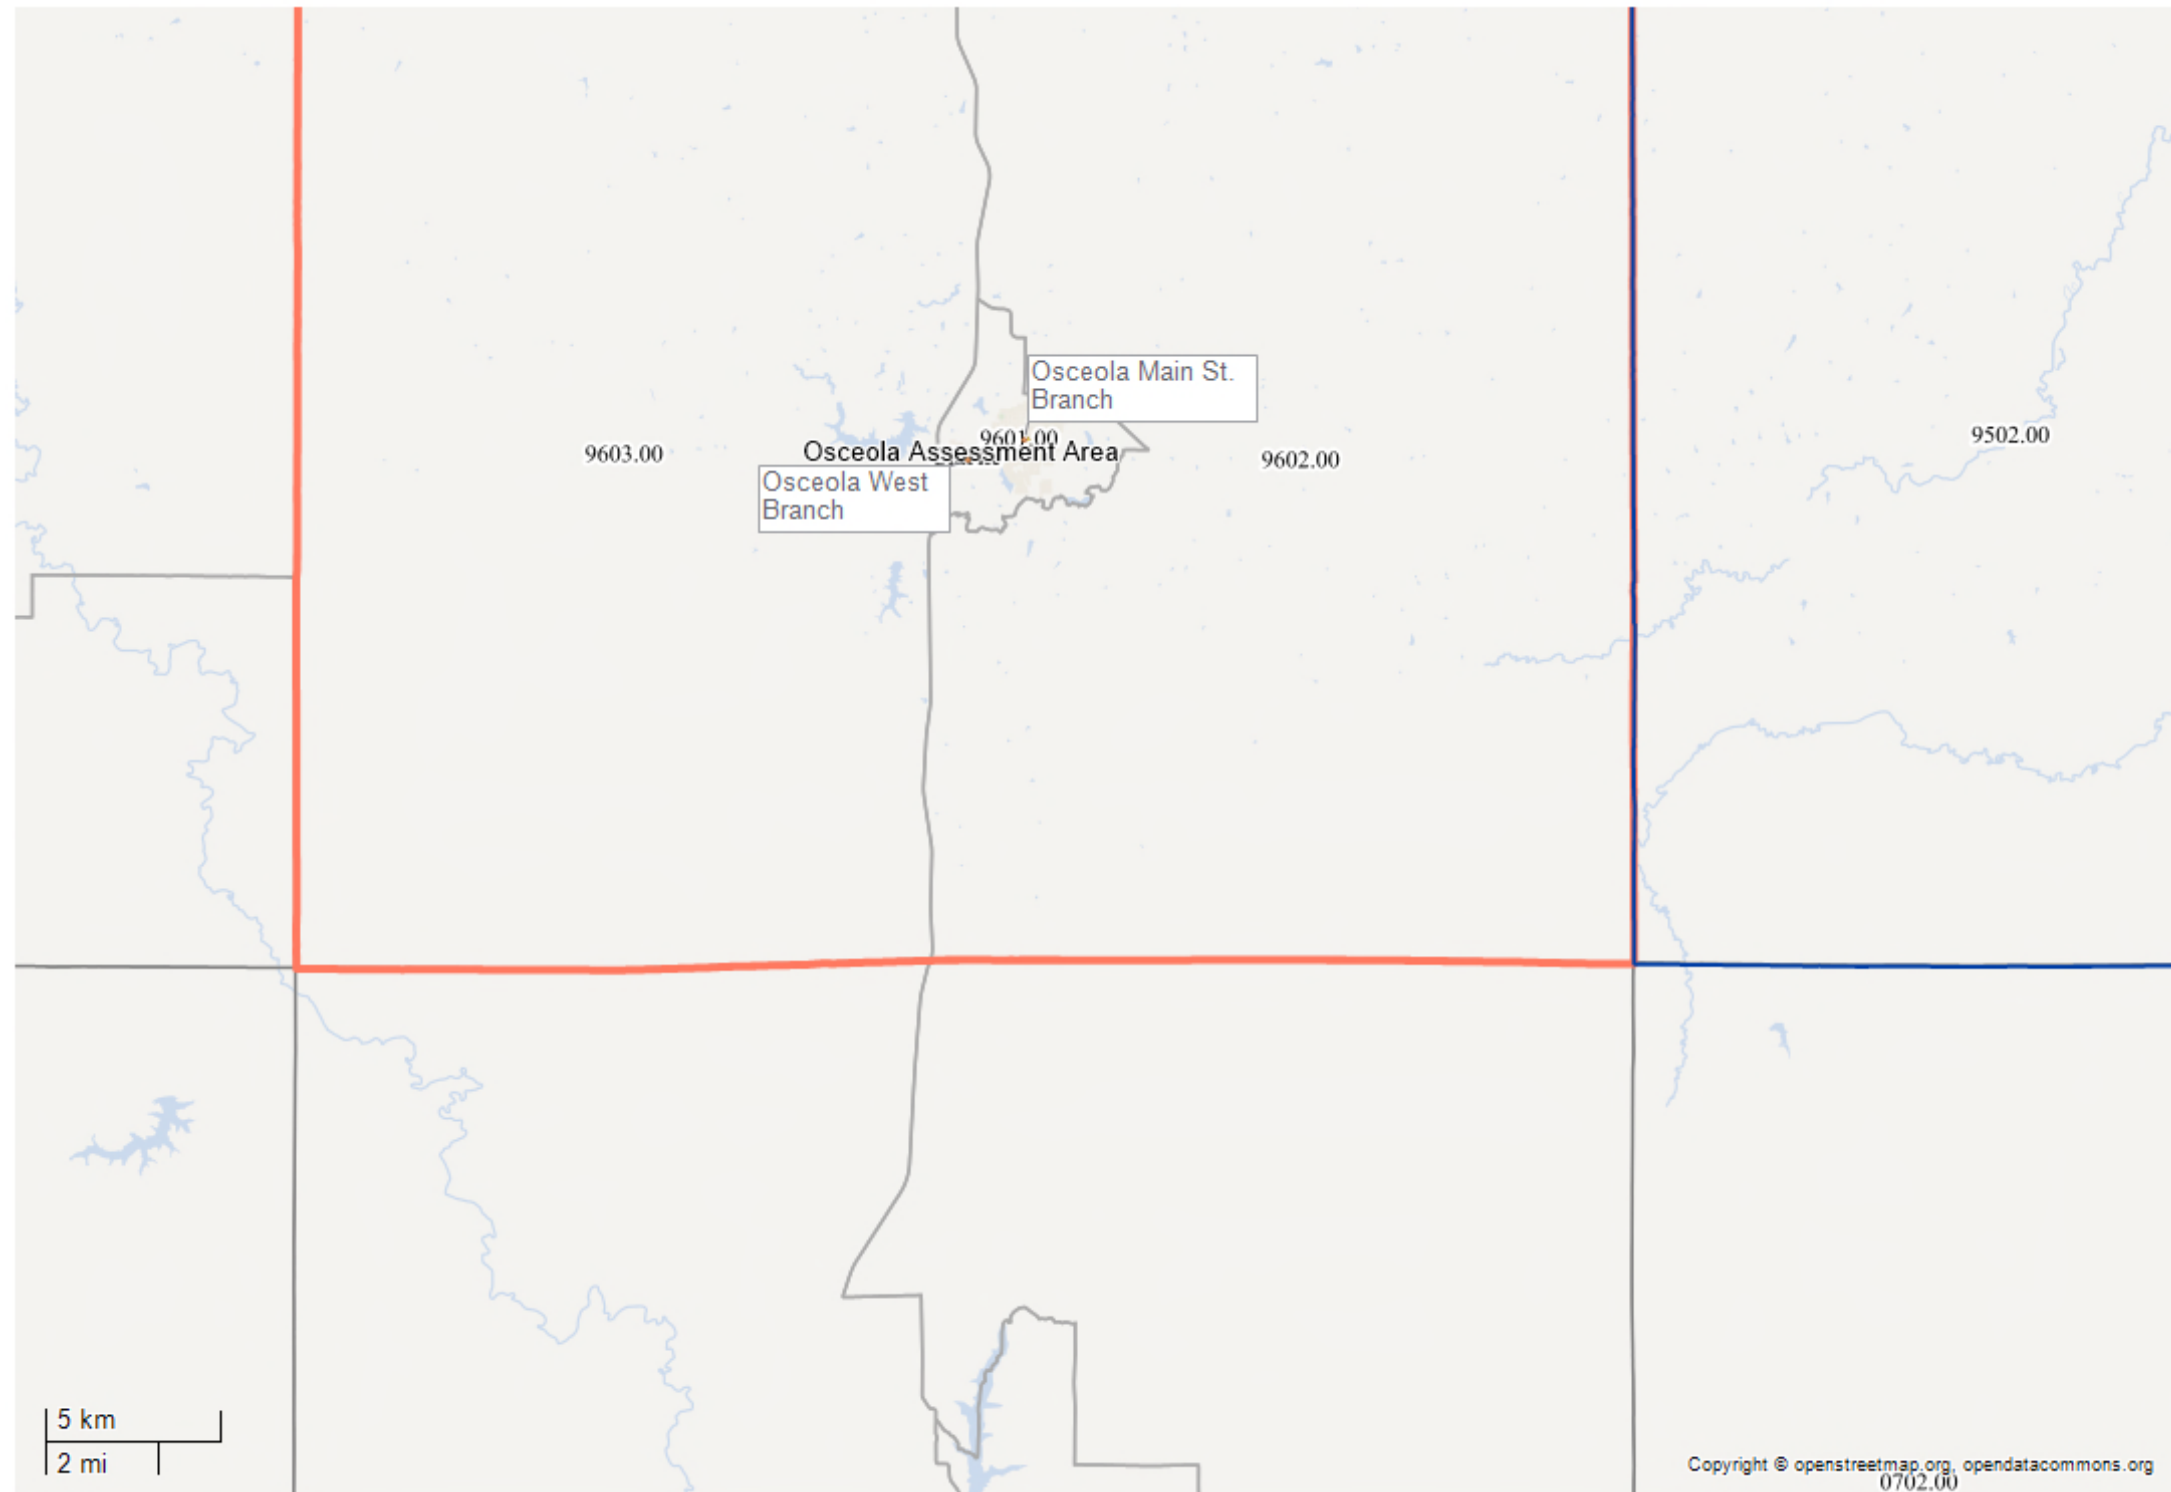 Osceola Main St.
Branch
9601.00
9502.00
9603.00
Osceola Assessment Area
9602.00
Osceola West
Branch
5 km
2 mi
Copyright © openstreetmap.org, opendatacommons.org
0702.00